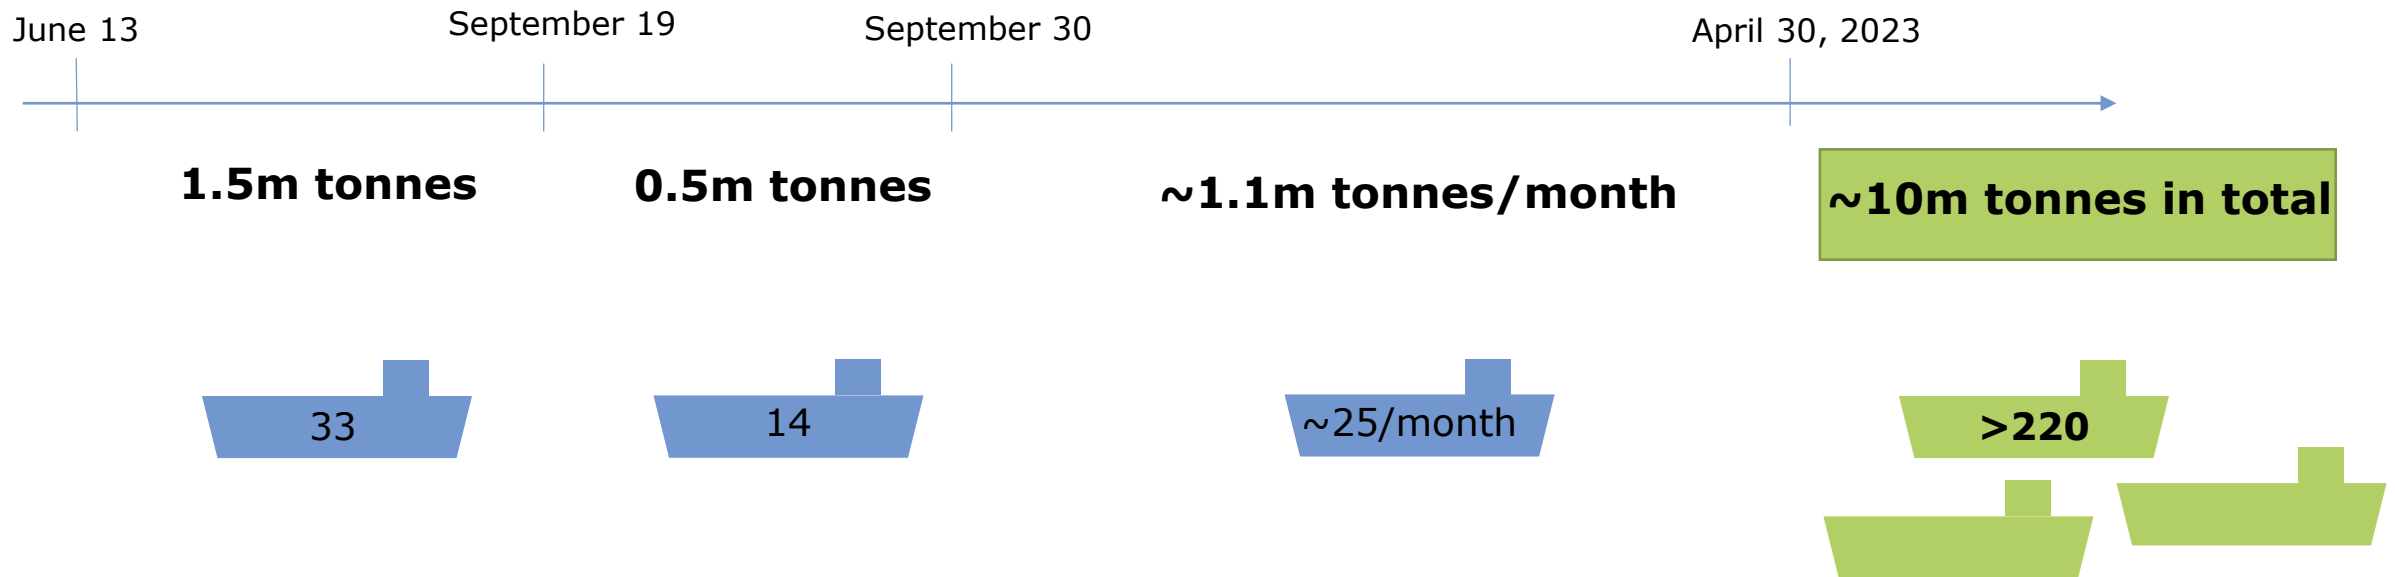 June 13
September 19
September 30
April 30, 2023
1.5m tonnes
0.5m tonnes
~1.1m tonnes/month
~10m tonnes in total
33
14
~25/month
>220